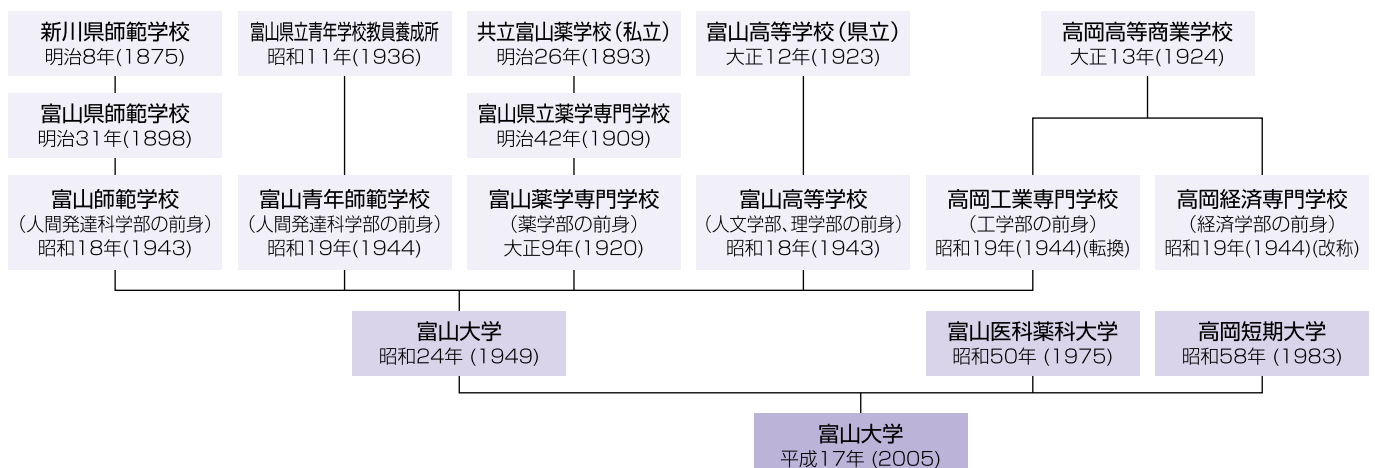 新川県師範学校
明治8年(1875)
富山県立青年学校教員養成所
昭和11年(1936)
共立富山薬学校(私立)
明治26年(1893)
富山高等学校(県立)
大正12年(1923)
高岡高等商業学校
大正13年(1924)
富山県師範学校
明治31年(1898)
富山県立薬学専門学校
明治42年(1909)
富山師範学校
(人間発達科学部の前身)
昭和18年(1943)
富山青年師範学校
(人間発達科学部の前身)
昭和19年(1944)
富山薬学専門学校
(薬学部の前身)
大正9年(1920)
富山高等学校
(人文学部、理学部の前身)
昭和18年(1943)
高岡工業専門学校
(工学部の前身)
昭和19年(1944)(転換)
高岡経済専門学校
(経済学部の前身)
昭和19年(1944)(改称)
富山大学
昭和24年 (1949)
富山医科薬科大学
昭和50年 (1975)
高岡短期大学
昭和58年 (1983)
富山大学
平成17年 (2005)